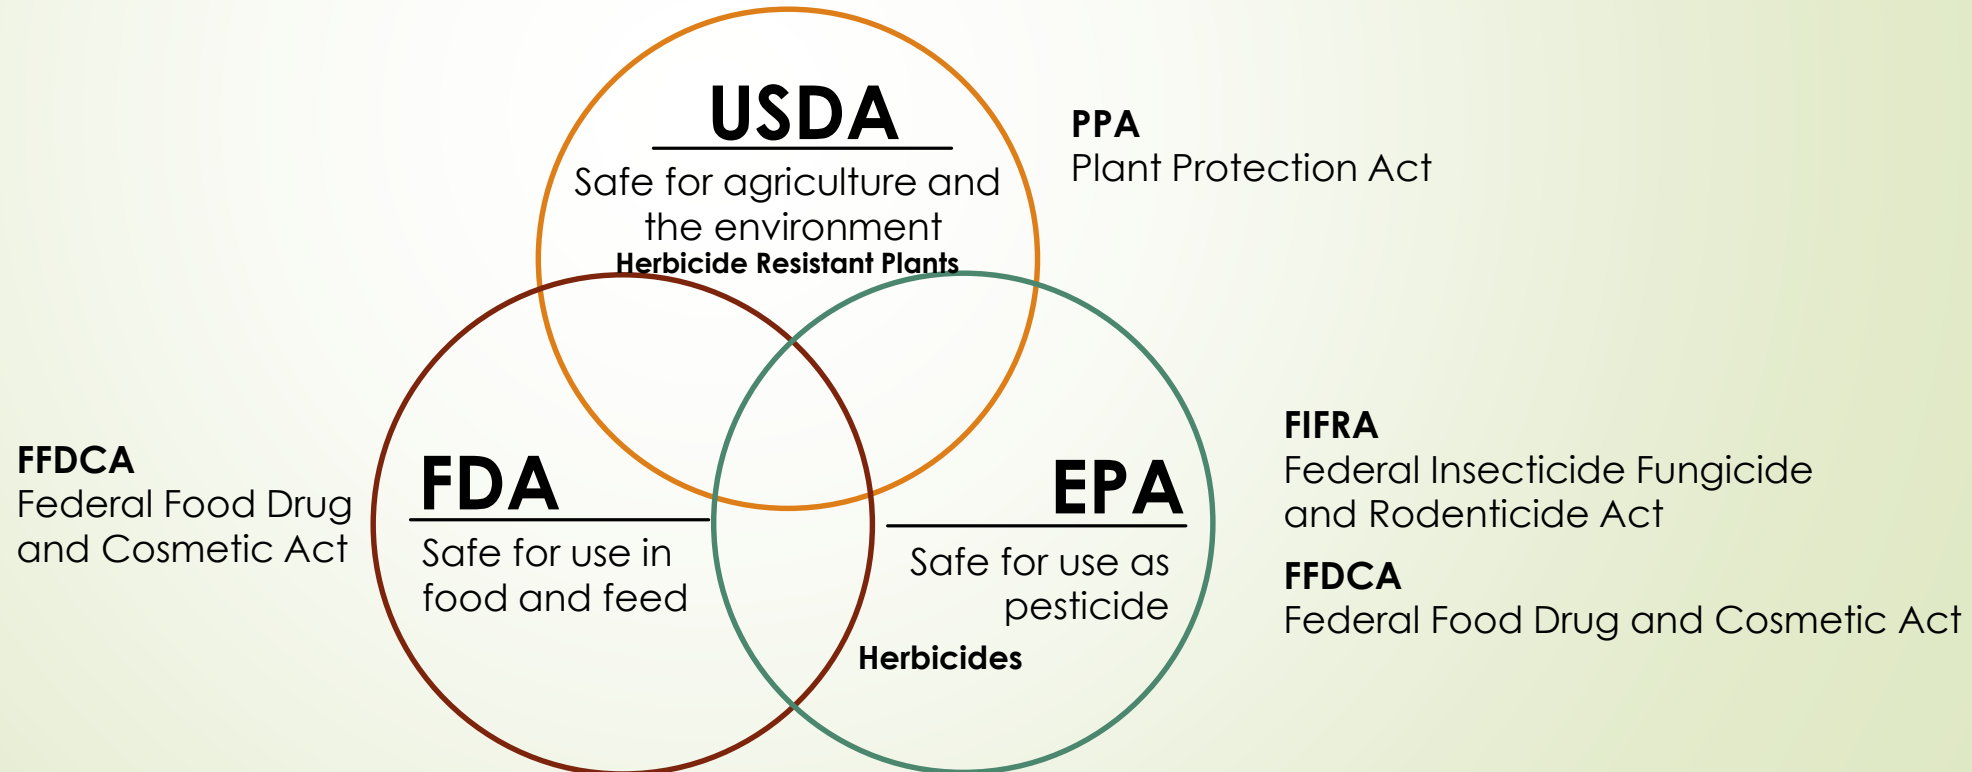 USDA
Safe for agriculture and
the environment
Herbicide Resistant Plants
PPA
Plant Protection Act
FFDCA
Federal Food Drug
and Cosmetic Act
FDA
Safe for use in
food and feed
EPA
Safe for use as
pesticide
Herbicides
FIFRA
Federal Insecticide Fungicide
and Rodenticide Act
FFDCA
Federal Food Drug and Cosmetic Act